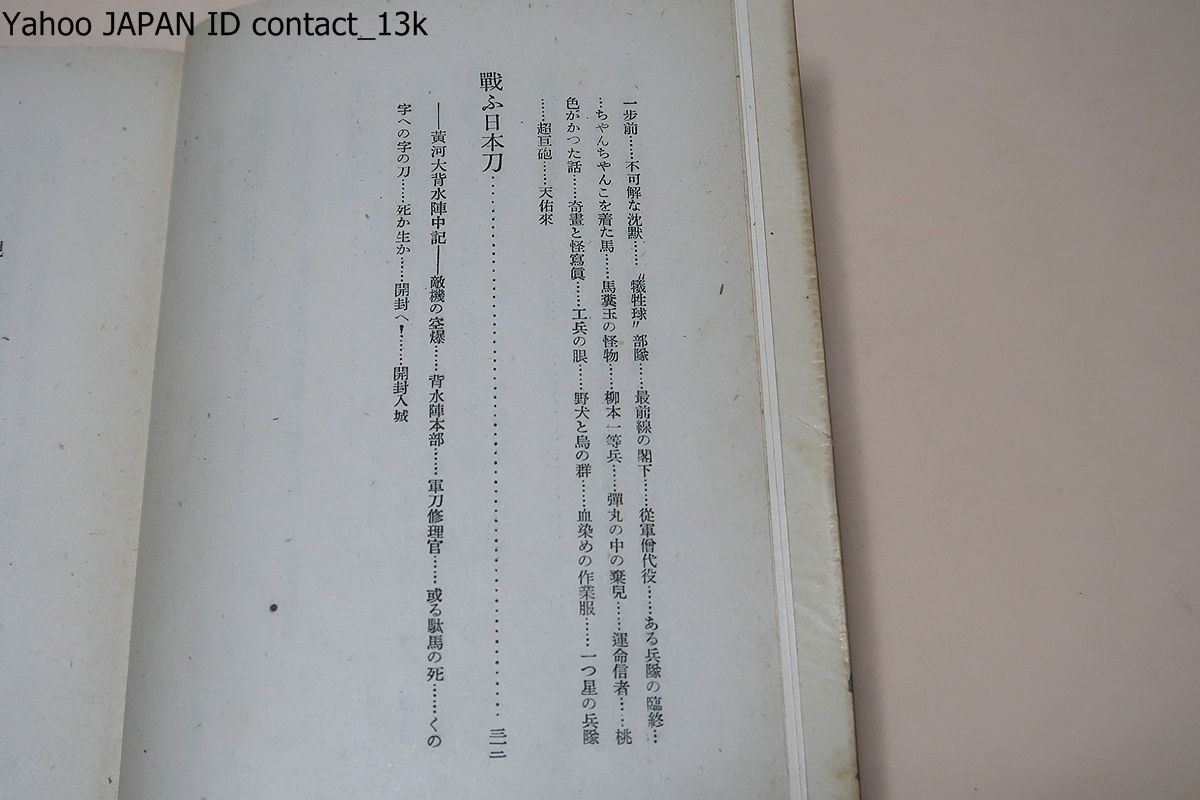 Yahoo JAPAN ID contact_13k
一步前……不可解な沈默……〝犧牲球〟部隊……最前線の閣下……從軍僧代役……ある兵隊の臨終…
…ちやんちやんこを着た馬……馬糞玉の怪物……柳本一等兵……彈丸の中の棄兒……運命信者……桃
色がかつた話……奇畫と怪寫眞……工兵の眼……野犬と鳥の群……血染めの作業服……一つ星の兵隊
……超巨砲……天佑來
戰ふ日本刀 三一二
――黃河大背水陣中記――敵機の空爆……背水陣本部……軍刀修理官……或る駄馬の死……くの
字への字の刀……死か生か……開封へ！……開封入城